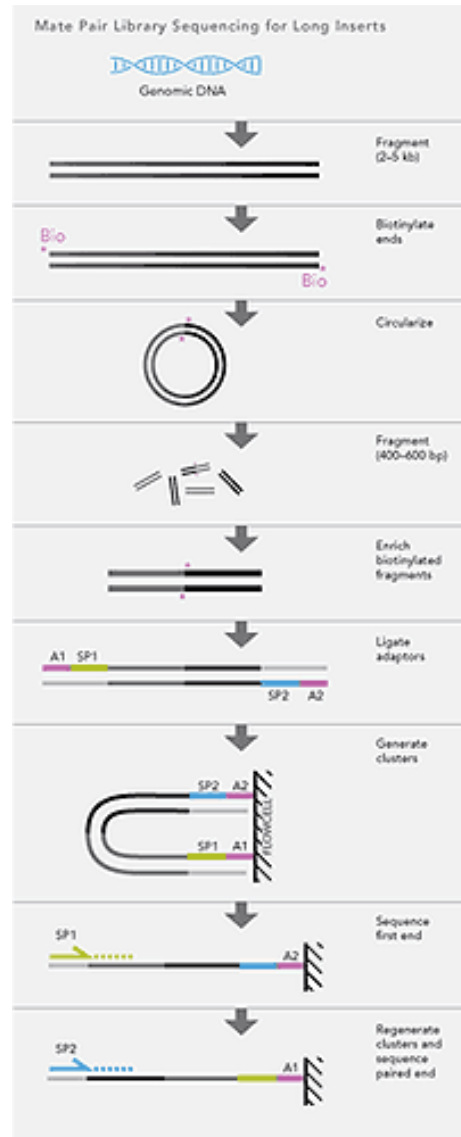 Mate Pair Library Sequencing for Long Inserts
Genomic DNA
Fragment
(2–5 kb)
Biotinylate
ends
Bio
Bio
Circularize
Fragment
(400–600 bp)
Enrich
biotinylated
fragments
Ligate
adaptors
A1 SP1
SP2 A2
Generate
clusters
SP2 A2
SP1 A1
FLOWCELL
Sequence
first end
SP1
A2
Regenerate
clusters and
sequence
paired end
SP2
A1